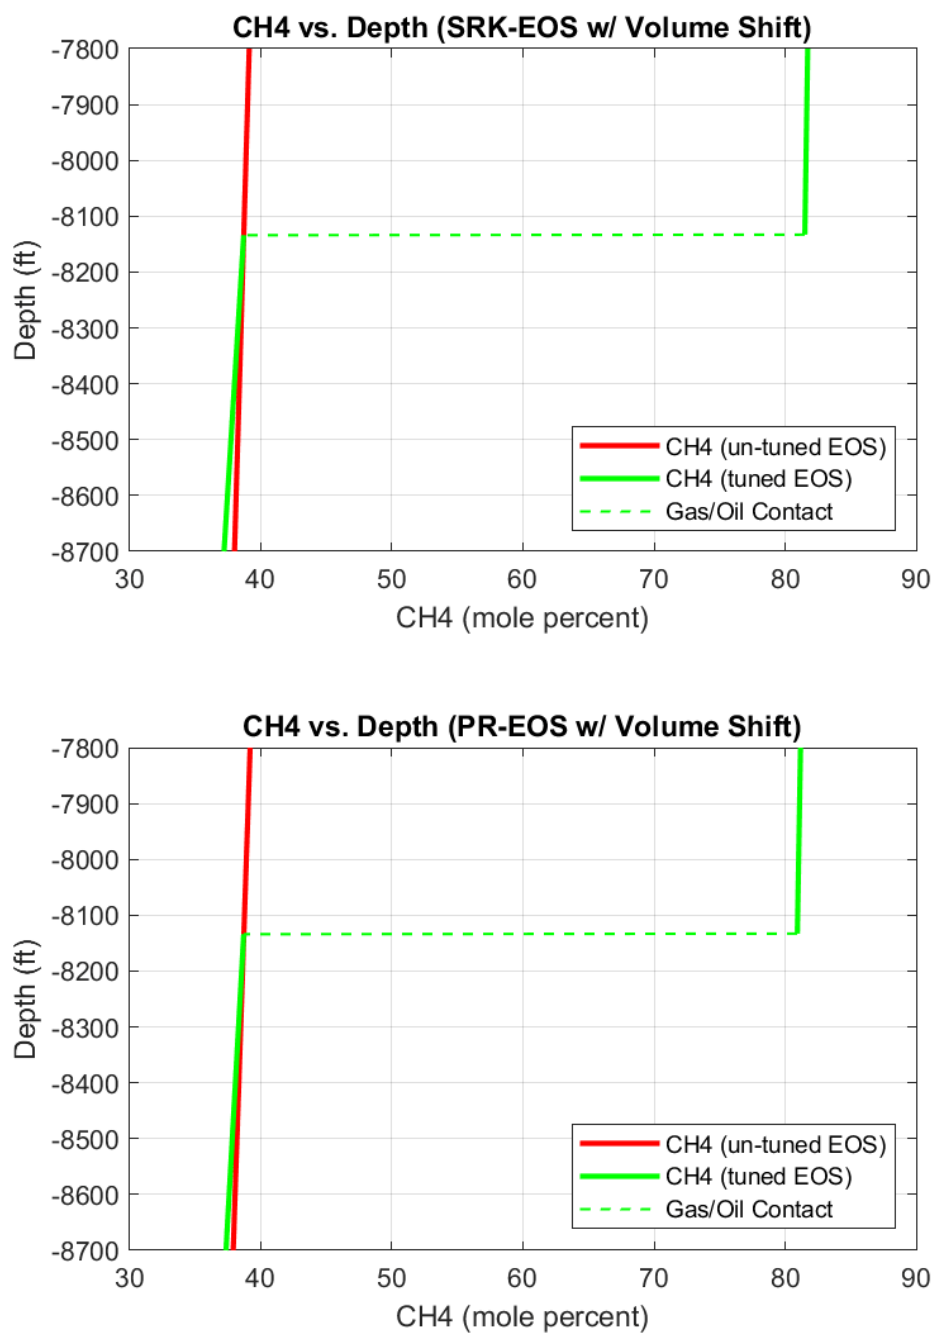 CH4 vs. Depth (SRK-EOS w/ Volume Shift)
-7800
-7900
-8000
-8100
-8200
-8300
-8400
-8500
-8600
-8700
Depth (ft)
CH4 (un-tuned EOS)
CH4 (tuned EOS)
Gas/Oil Contact
30 40 50 60 70 80 90
CH4 (mole percent)
CH4 vs. Depth (PR-EOS w/ Volume Shift)
-7800
-7900
-8000
-8100
-8200
-8300
-8400
-8500
-8600
-8700
Depth (ft)
CH4 (un-tuned EOS)
CH4 (tuned EOS)
Gas/Oil Contact
30 40 50 60 70 80 90
CH4 (mole percent)